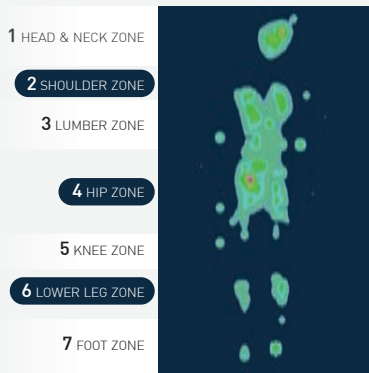 1 HEAD & NECK ZONE
2 SHOULDER ZONE
3 LUMBER ZONE
4 HIP ZONE
5 KNEE ZONE
6 LOWER LEG ZONE
7 FOOT ZONE